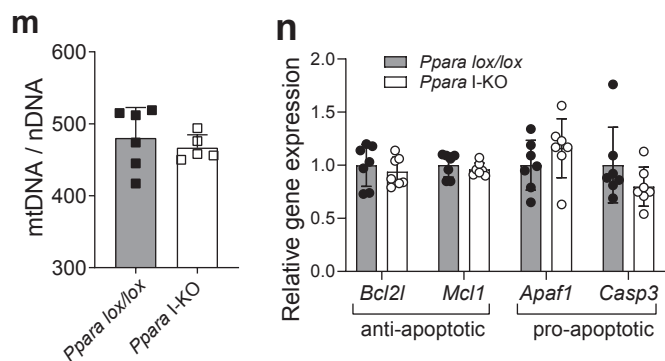 m
mtDNA / nDNA
600
500
400
300
Ppara lox/lox
Ppara I-KO
n
Relative gene expression
2.0
1.5
1.0
0.5
0.0
Ppara lox/lox
Ppara I-KO
Bcl2l Mcl1 Apaf1 Casp3
anti-apoptotic pro-apoptotic